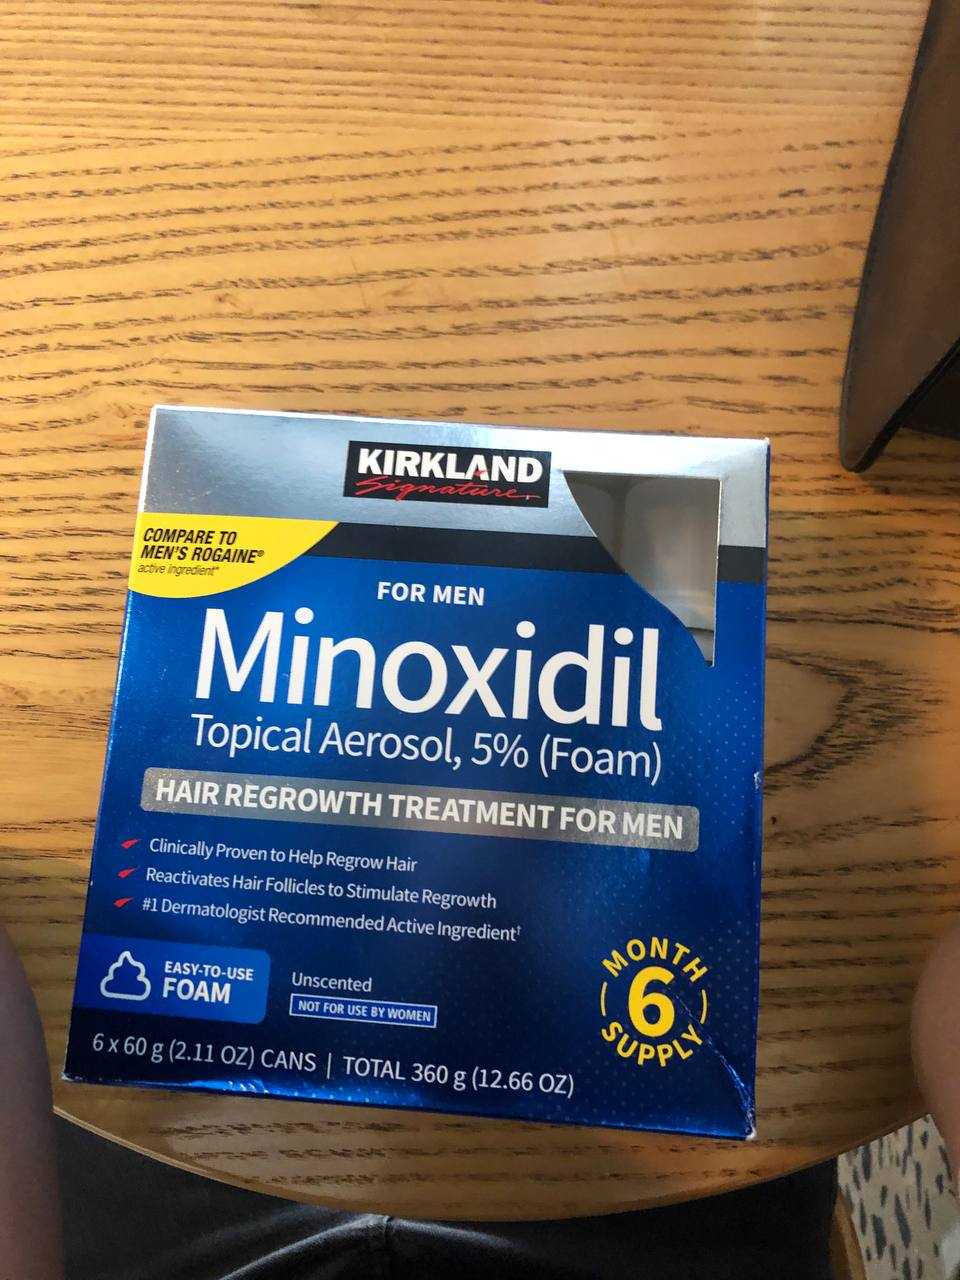 KIRKLAND
Signature
COMPARE TO
MEN'S ROGAINE®
active ingredient*
FOR MEN
Minoxidil
Topical Aerosol, 5% (Foam)
HAIR REGROWTH TREATMENT FOR MEN
Clinically Proven to Help Regrow Hair
Reactivates Hair Follicles to Stimulate Regrowth
#1 Dermatologist Recommended Active Ingredient†
EASY-TO-USE
FOAM
Unscented
NOT FOR USE BY WOMEN
MONTH
6
SUPPLY
6 x 60 g (2.11 OZ) CANS | TOTAL 360 g (12.66 OZ)